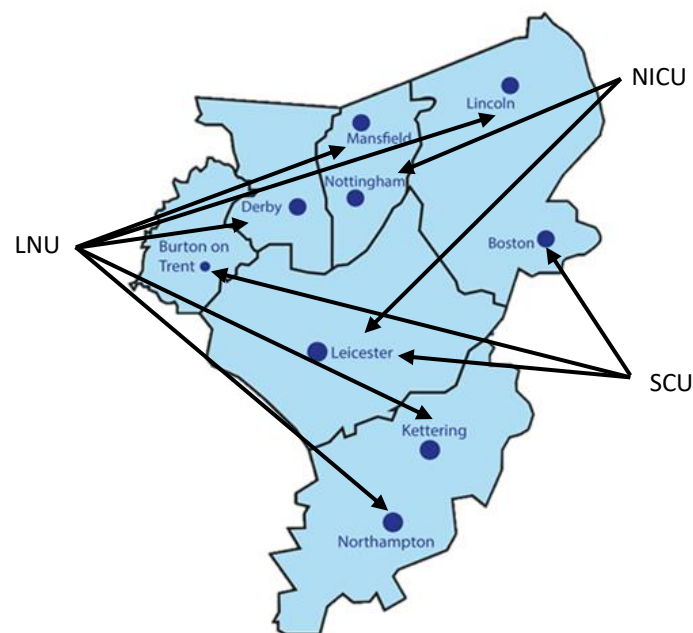 NICU
Lincoln
Mansfield
Nottingham
Derby
LNU
Burton on
Trent
Boston
Leicester
SCU
Kettering
Northampton